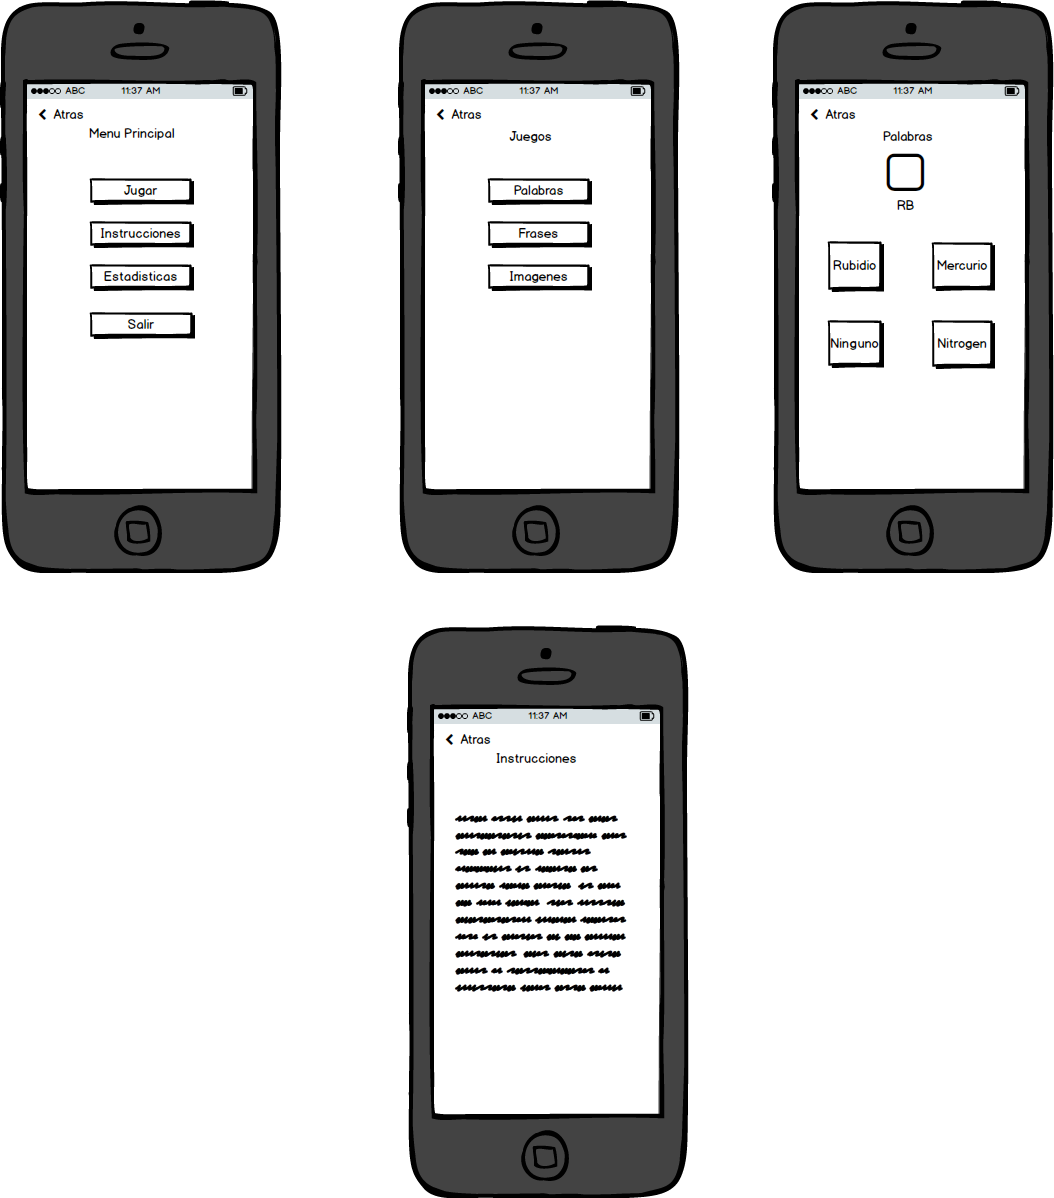 ABC 11:37 AM
Atras
Menu Principal
Jugar
Instrucciones
Estadisticas
Salir
ABC 11:37 AM
Atras
Juegos
Palabras
Frases
Imagenes
ABC 11:37 AM
Atras
Palabras
RB
Rubidio Mercurio
Ninguno Nitrogen
ABC 11:37 AM
Atras
Instrucciones